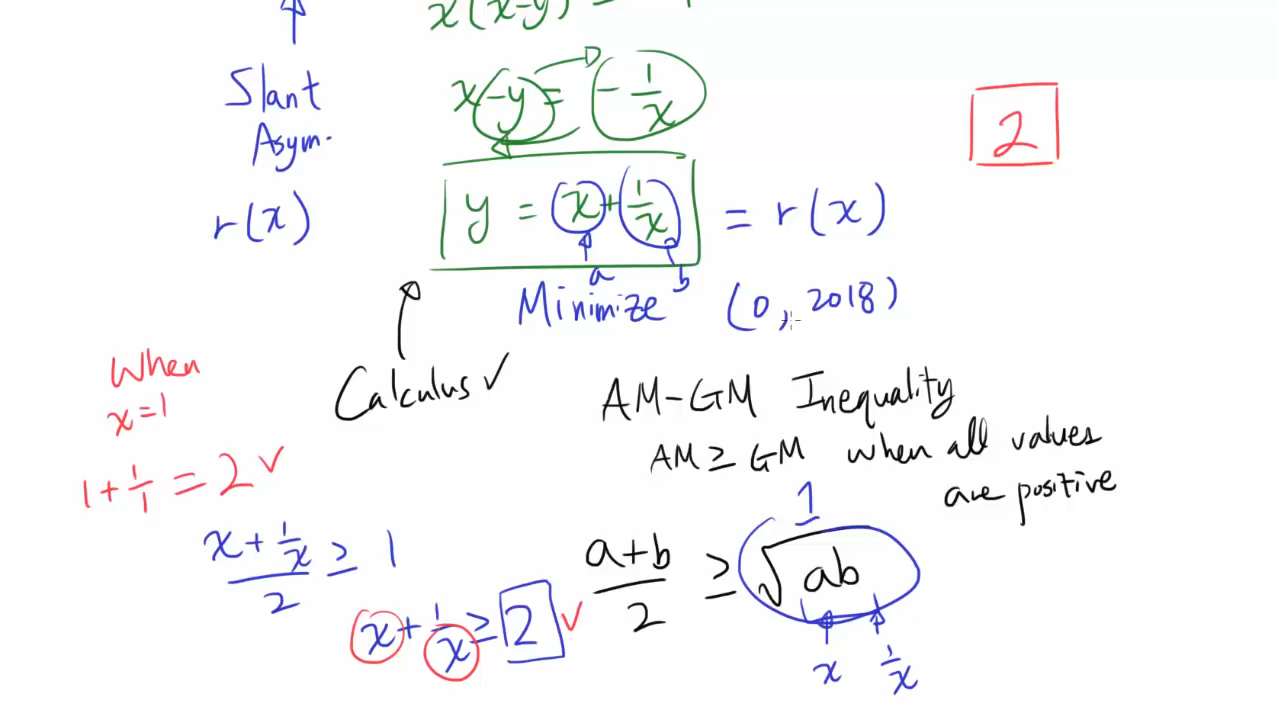 x(x-y) =
Slant
Asym.
r(x)
x-y = -1/x
2
y = x + 1/x = r(x)
a b
Minimize (0, 2018)
Calculus ✓
When
x=1
1+1/1 = 2 ✓
AM-GM Inequality
AM ≥ GM when all values
are positive
(x+1/x)/2 ≥ 1
x+1/x ≥ 2 ✓
1
(a+b)/2 ≥ √ab
x 1/x